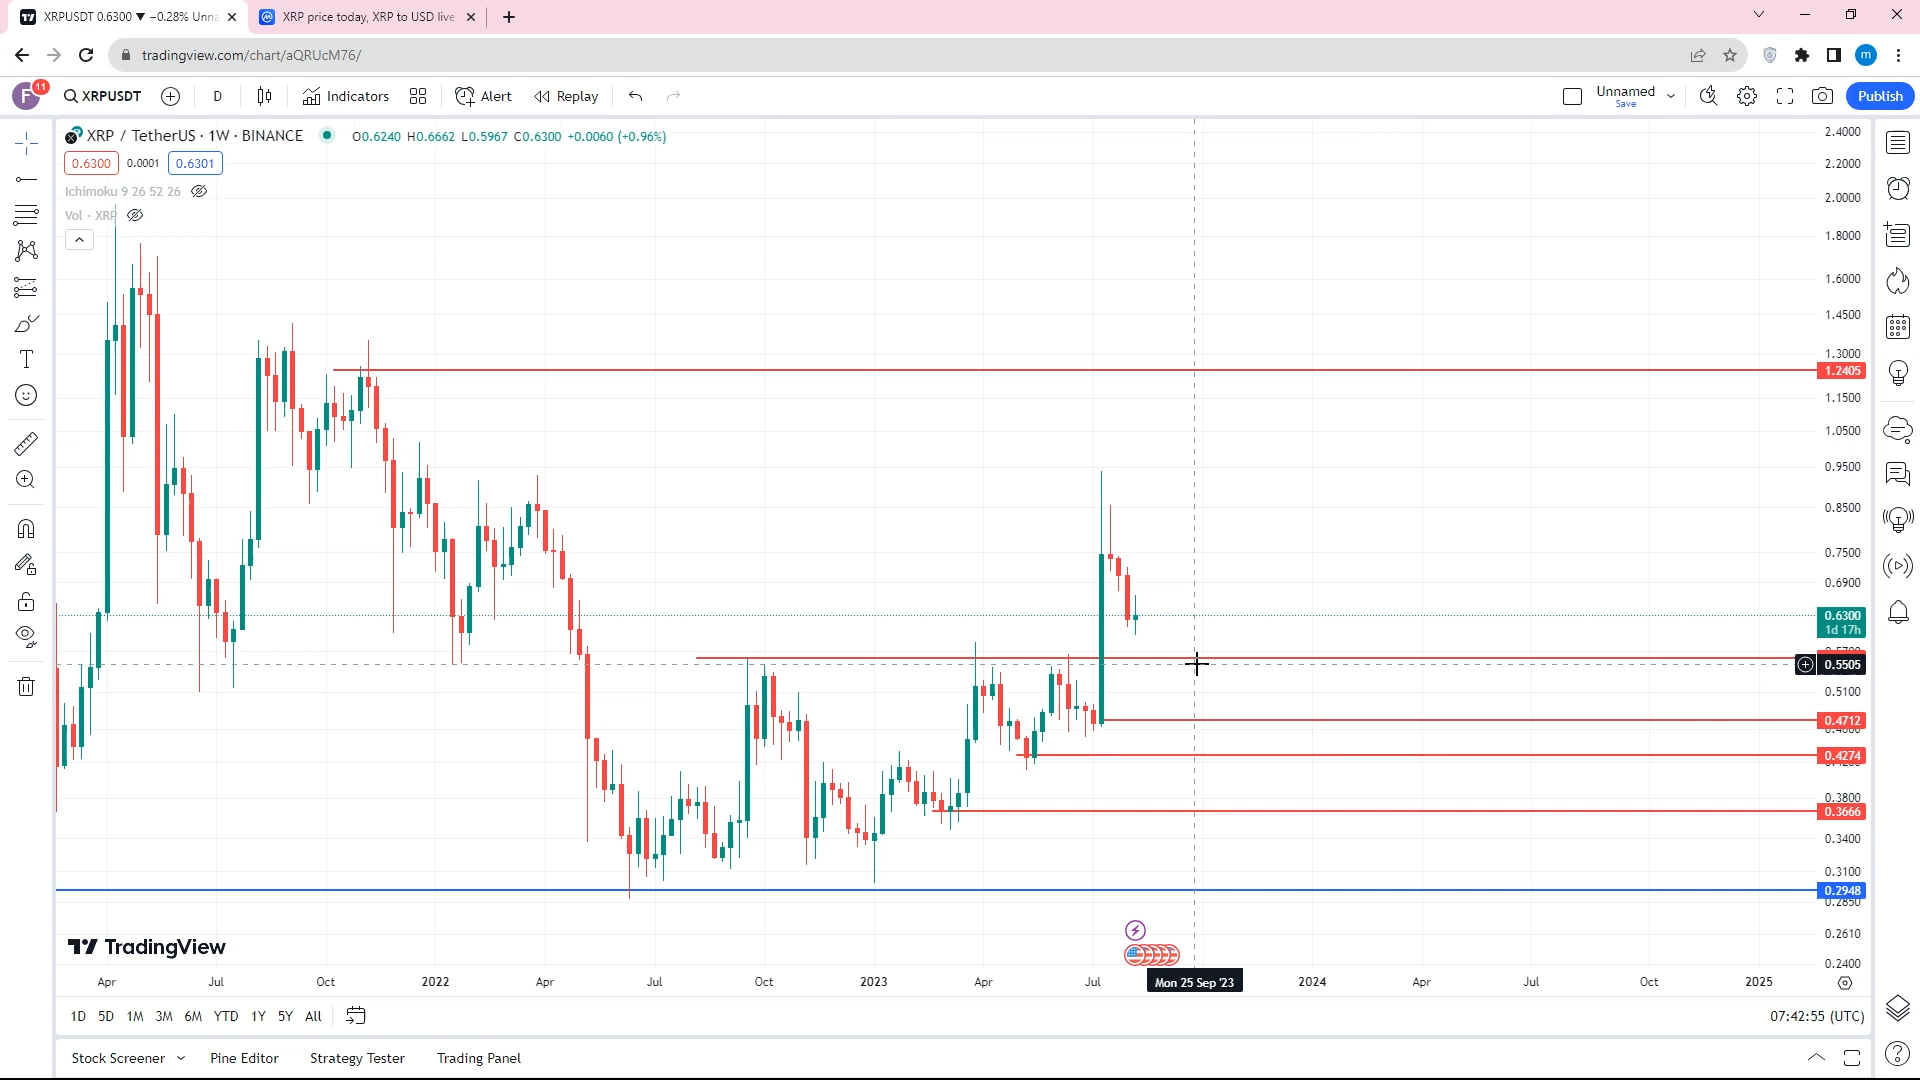 XRPUSDT 0.6300 ▼ −0.28% Unna
XRP price today, XRP to USD live
tradingview.com/chart/aQRUcM76/
m
F 11
XRPUSDT D Indicators Alert Replay
Unnamed
Save
Publish
XRP / TetherUS · 1W · BINANCE O0.6240 H0.6662 L0.5967 C0.6300 +0.0060 (+0.96%)
0.6300 0.0001 0.6301
Ichimoku 9 26 52 26
Vol · XRP
2.4000
2.2000
2.0000
1.8000
1.6000
1.4500
1.3000
1.2405
1.1500
1.0500
0.9500
0.8500
0.7500
0.6900
0.6300
1d 17h
0.5505
0.5100
0.4712
0.4274
0.3800
0.3666
0.3400
0.3100
0.2948
0.2850
0.2610
0.2400
TradingView
Apr Jul Oct 2022 Apr Jul Oct 2023 Apr Jul Mon 25 Sep '23 2024 Apr Jul Oct 2025
1D 5D 1M 3M 6M YTD 1Y 5Y All
07:42:55 (UTC)
Stock Screener Pine Editor Strategy Tester Trading Panel